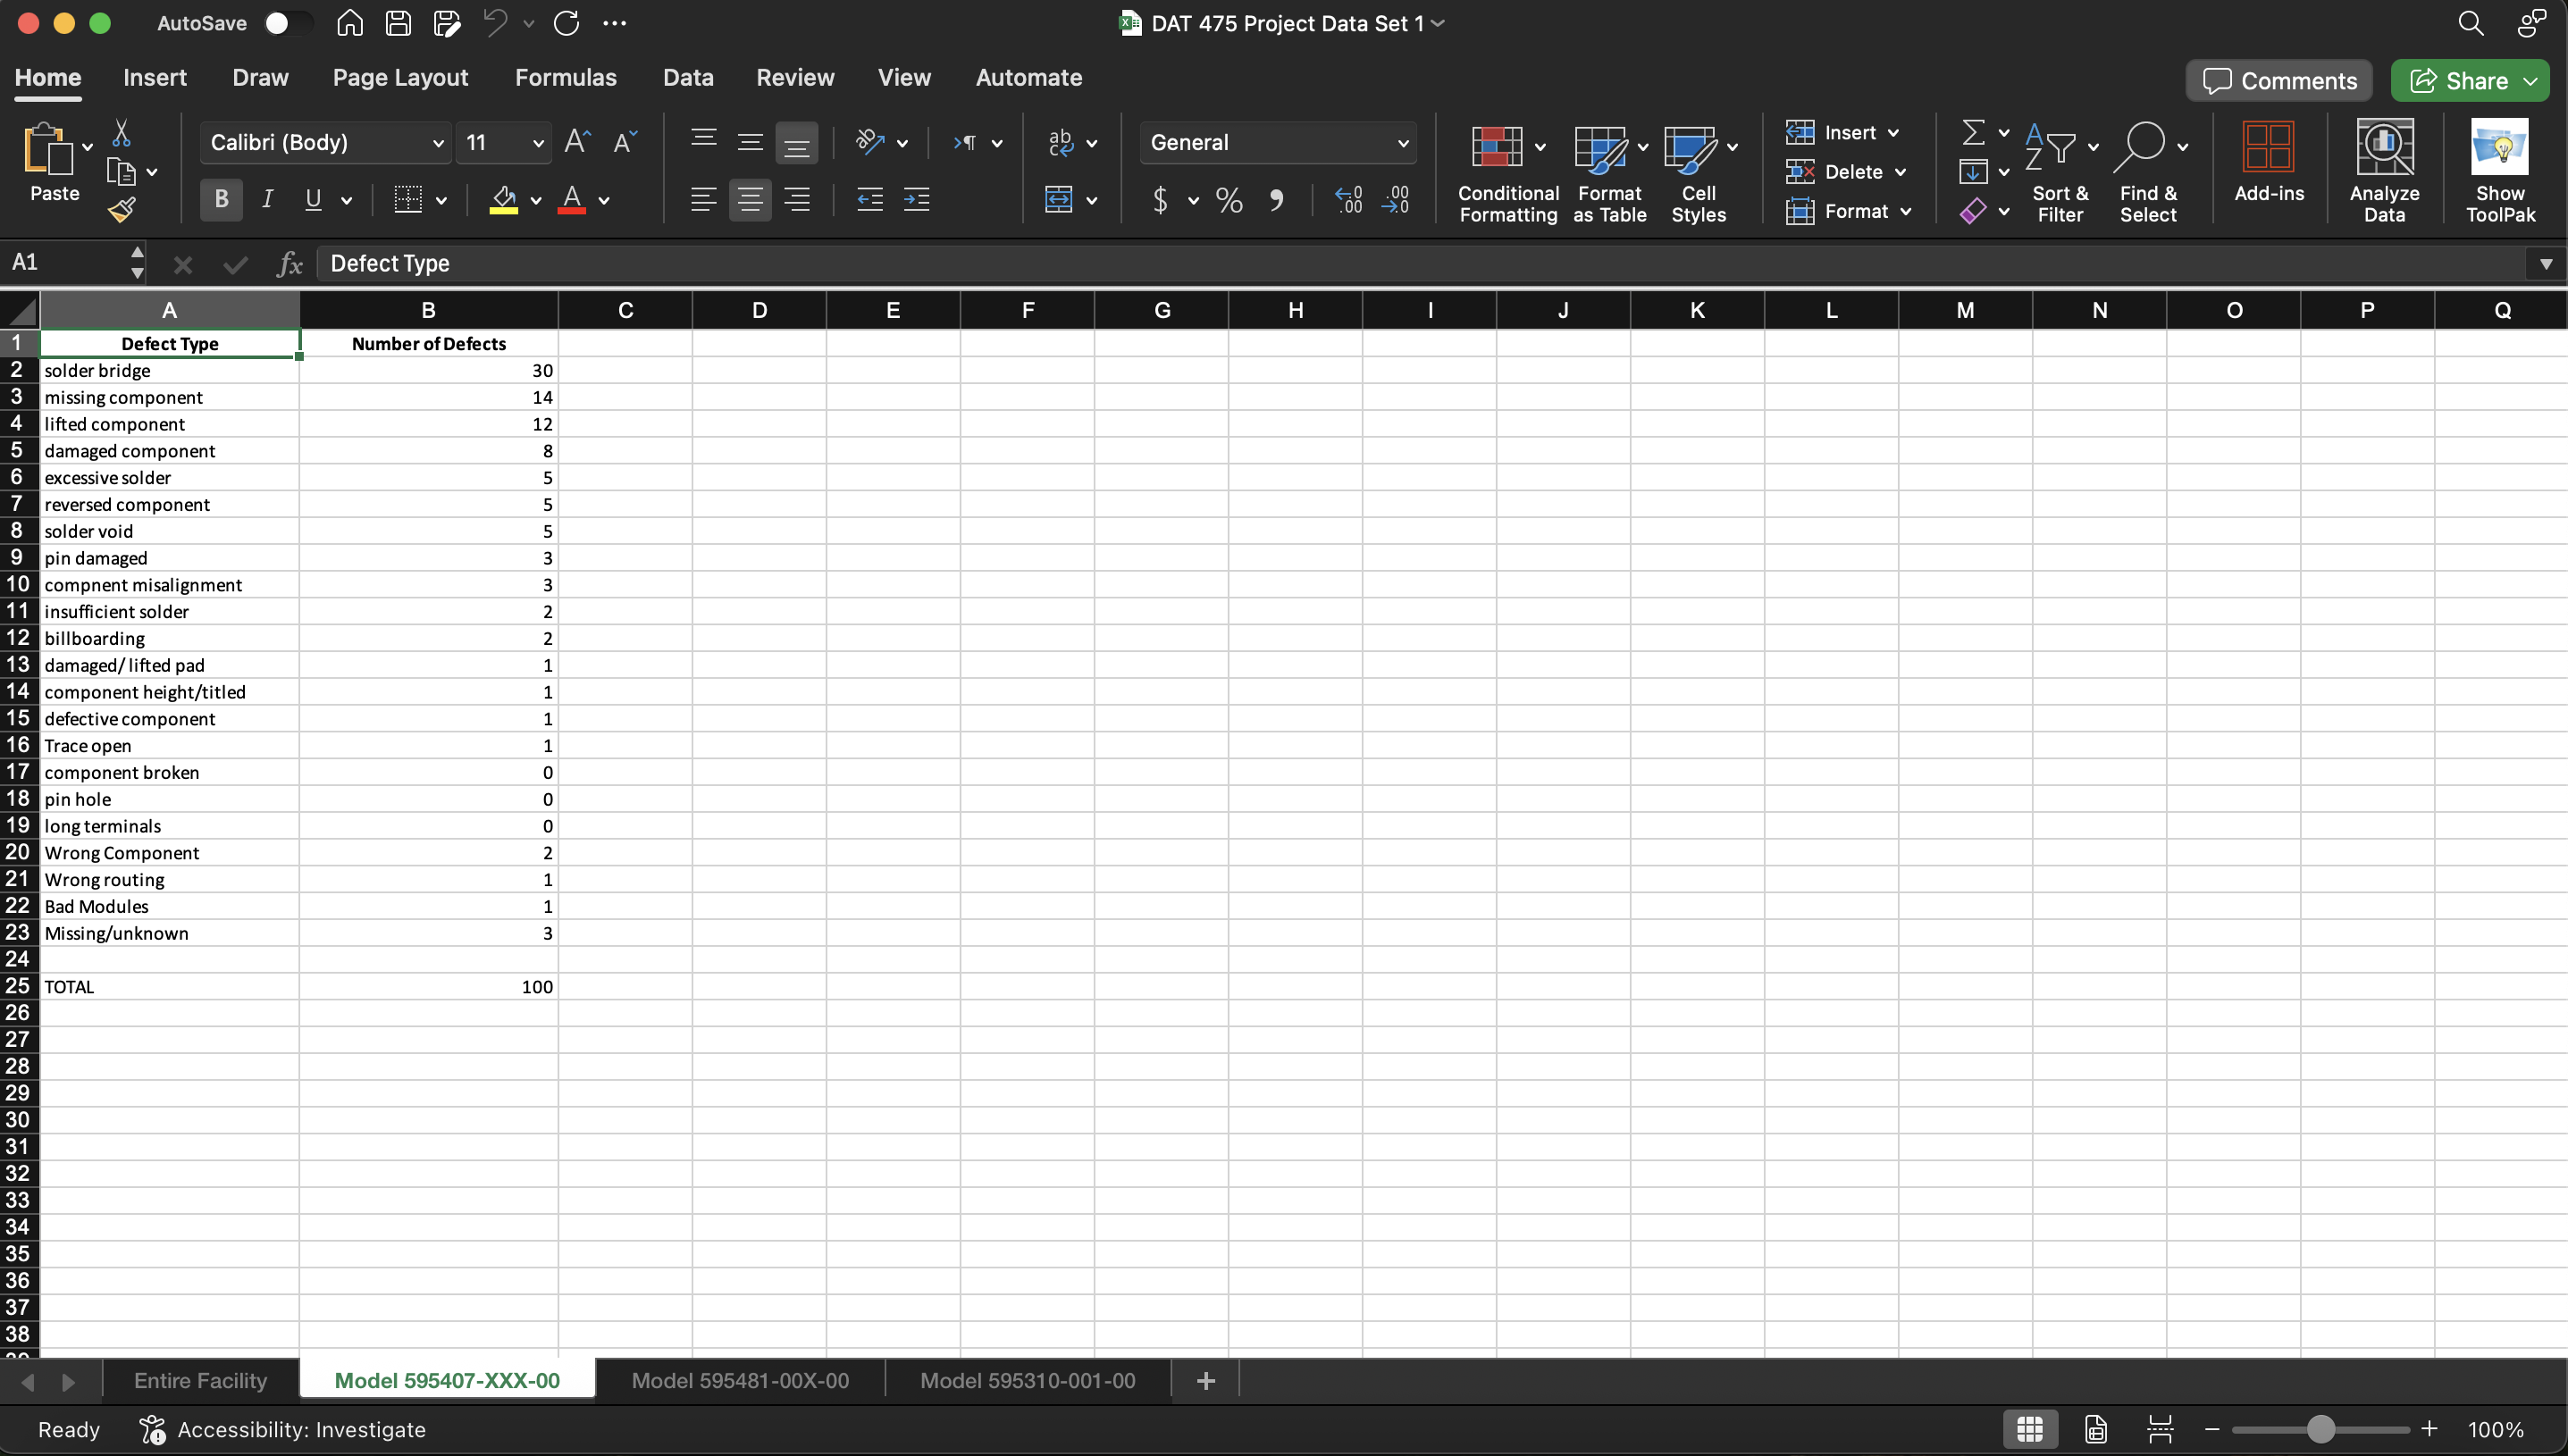 AutoSave
DAT 475 Project Data Set 1
Home Insert Draw Page Layout Formulas Data Review View Automate
Comments Share
Paste
Calibri (Body) 11
General
Conditional Formatting
Format as Table
Cell Styles
Insert
Delete
Format
Sort & Filter
Find & Select
Add-ins
Analyze Data
Show ToolPak
A1 fx Defect Type
A B C D E F G H I J K L M N O P Q
1 Defect Type Number of Defects
2 solder bridge 30
3 missing component 14
4 lifted component 12
5 damaged component 8
6 excessive solder 5
7 reversed component 5
8 solder void 5
9 pin damaged 3
10 compnent misalignment 3
11 insufficient solder 2
12 billboarding 2
13 damaged/ lifted pad 1
14 component height/titled 1
15 defective component 1
16 Trace open 1
17 component broken 0
18 pin hole 0
19 long terminals 0
20 Wrong Component 2
21 Wrong routing 1
22 Bad Modules 1
23 Missing/unknown 3
24
25 TOTAL 100
26
27
28
29
30
31
32
33
34
35
36
37
38
Entire Facility Model 595407-XXX-00 Model 595481-00X-00 Model 595310-001-00 +
Ready Accessibility: Investigate 100%